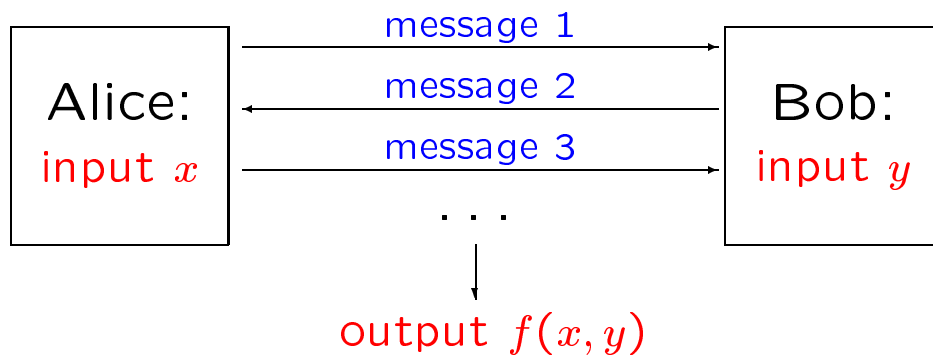 message 1
Alice:
Bob:
message 2
input x
message 3
input y
. . .
output f(x, y)